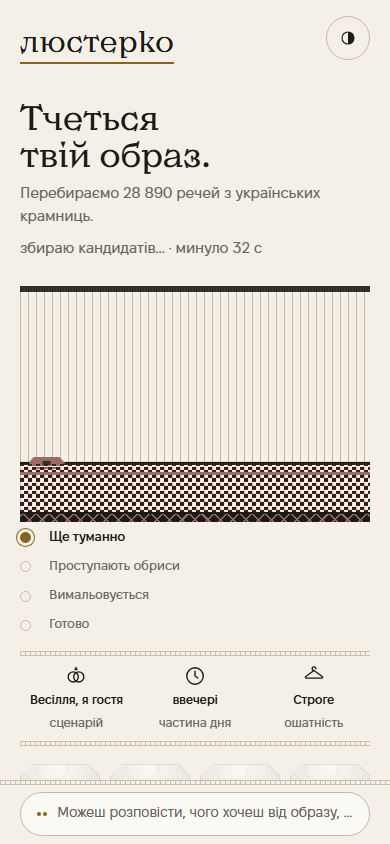 люстерко
Тчеться
твій образ.
Перебираємо 28 890 речей з українських
крамниць.
збираю кандидатів… · минуло 32 с
Ще туманно
Проступають обриси
Вимальовується
Готово
Весілля, я гостя
ввечері
Строге
сценарій
частина дня
ошатність
Можеш розповісти, чого хочеш від образу, ...